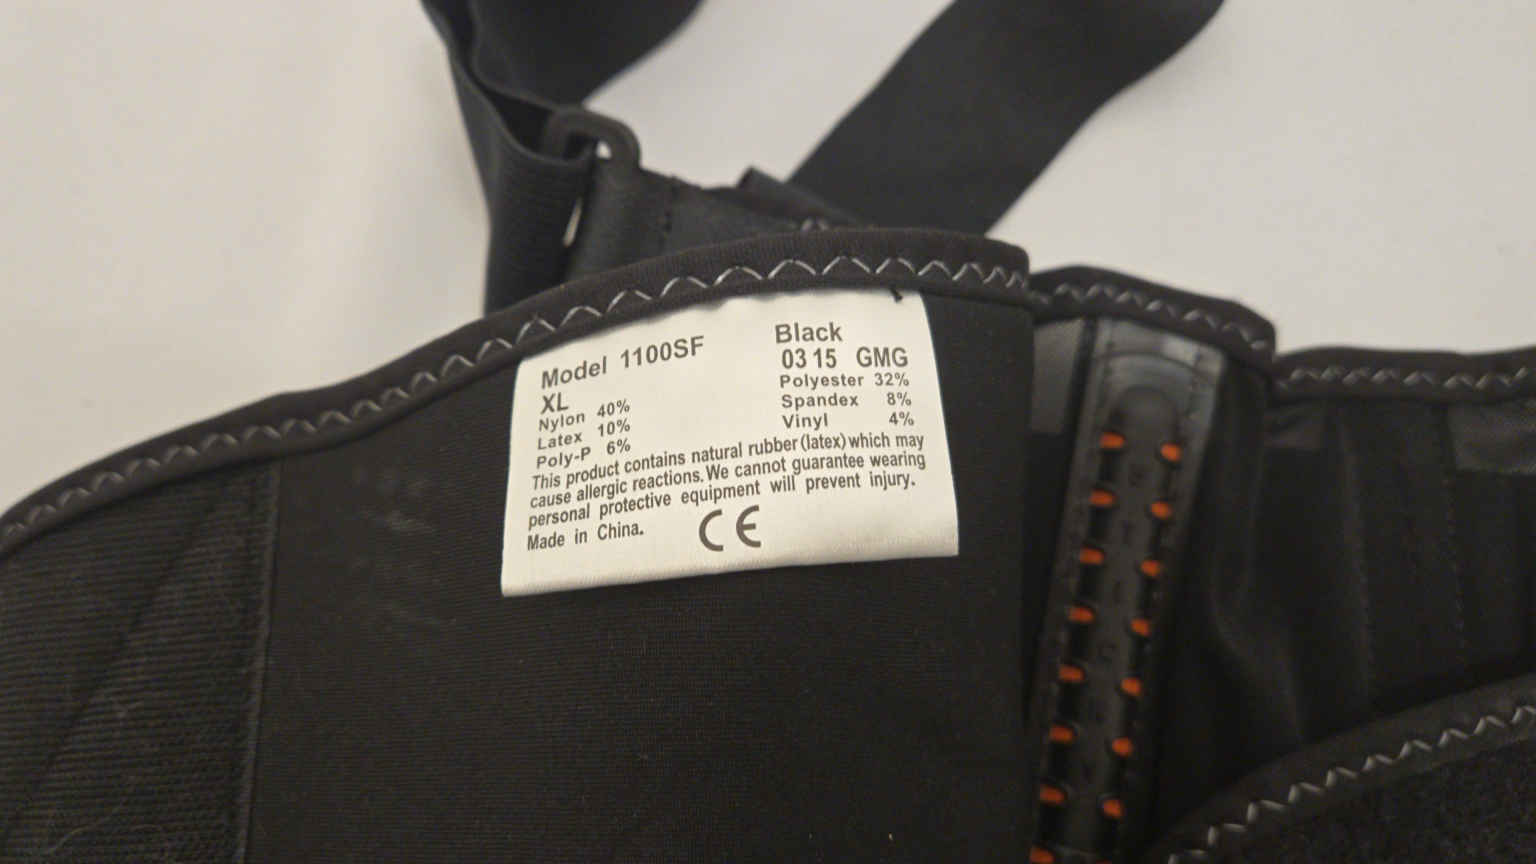 Model 1100SF Black
XL 03 15 GMG
Nylon 40% Polyester 32%
Latex 10% Spandex 8%
Poly-P 6% Vinyl 4%
This product contains natural rubber (latex) which may
cause allergic reactions. We cannot guarantee wearing
personal protective equipment will prevent injury.
Made in China. CE